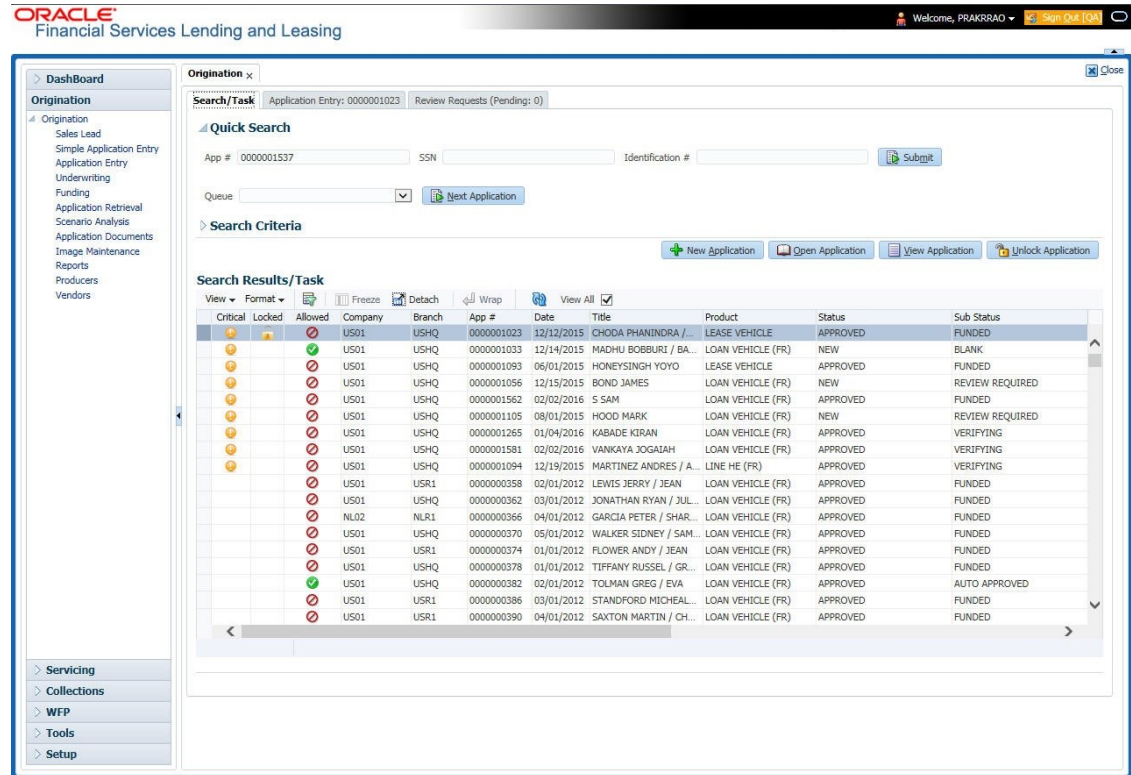 ORACLE
Financial Services Lending and Leasing
Welcome, PRAKRRAO Sign Out [QA]
Close
DashBoard
Origination
Origination
Sales Lead
Simple Application Entry
Application Entry
Underwriting
Funding
Application Retrieval
Scenario Analysis
Application Documents
Image Maintenance
Reports
Producers
Vendors
Servicing
Collections
WFP
Tools
Setup
Origination
Search/Task Application Entry: 0000001023 Review Requests (Pending: 0)
Quick Search
App # 0000001537 SSN Identification # Submit
Queue Next Application
Search Criteria
New Application Open Application View Application Unlock Application
Search Results/Task
View Format Freeze Detach Wrap View All
Critical Locked Allowed Company Branch App # Date Title Product Status Sub Status
US01 USHQ 0000001023 12/12/2015 CHODA PHANINDRA /... LEASE VEHICLE APPROVED FUNDED
US01 USHQ 0000001033 12/14/2015 MADHU BOBBURI / BA... LOAN VEHICLE (FR) NEW BLANK
US01 USHQ 0000001093 06/01/2015 HONEYSINGH YOYO LEASE VEHICLE APPROVED FUNDED
US01 USHQ 0000001056 12/15/2015 BOND JAMES LOAN VEHICLE (FR) NEW REVIEW REQUIRED
US01 USHQ 0000001562 02/02/2016 S SAM LOAN VEHICLE (FR) APPROVED FUNDED
US01 USHQ 0000001105 08/01/2015 HOOD MARK LOAN VEHICLE (FR) NEW REVIEW REQUIRED
US01 USHQ 0000001265 01/04/2016 KABADE KIRAN LOAN VEHICLE (FR) APPROVED VERIFYING
US01 USHQ 0000001581 02/02/2016 VANKAYA JOGAIAH LOAN VEHICLE (FR) APPROVED VERIFYING
US01 USHQ 0000001094 12/19/2015 MARTINEZ ANDRES / A... LINE HE (FR) APPROVED VERIFYING
US01 USR1 0000000358 02/01/2012 LEWIS JERRY / JEAN LOAN VEHICLE (FR) APPROVED FUNDED
US01 USHQ 0000000362 03/01/2012 JONATHAN RYAN / JUL... LOAN VEHICLE (FR) APPROVED FUNDED
NL02 NLR1 0000000366 04/01/2012 GARCIA PETER / SHAR... LOAN VEHICLE (FR) APPROVED FUNDED
US01 USHQ 0000000370 05/01/2012 WALKER SIDNEY / SAM... LOAN VEHICLE (FR) APPROVED FUNDED
US01 USR1 0000000374 01/01/2012 FLOWER ANDY / JEAN LOAN VEHICLE (FR) APPROVED FUNDED
US01 USHQ 0000000378 01/01/2012 TIFFANY RUSSEL / GR... LOAN VEHICLE (FR) APPROVED FUNDED
US01 USHQ 0000000382 02/01/2012 TOLMAN GREG / EVA LOAN VEHICLE (FR) APPROVED AUTO APPROVED
US01 USR1 0000000386 03/01/2012 STANDFORD MICHEAL... LOAN VEHICLE (FR) APPROVED FUNDED
US01 USR1 0000000390 04/01/2012 SAXTON MARTIN / CH... LOAN VEHICLE (FR) APPROVED FUNDED